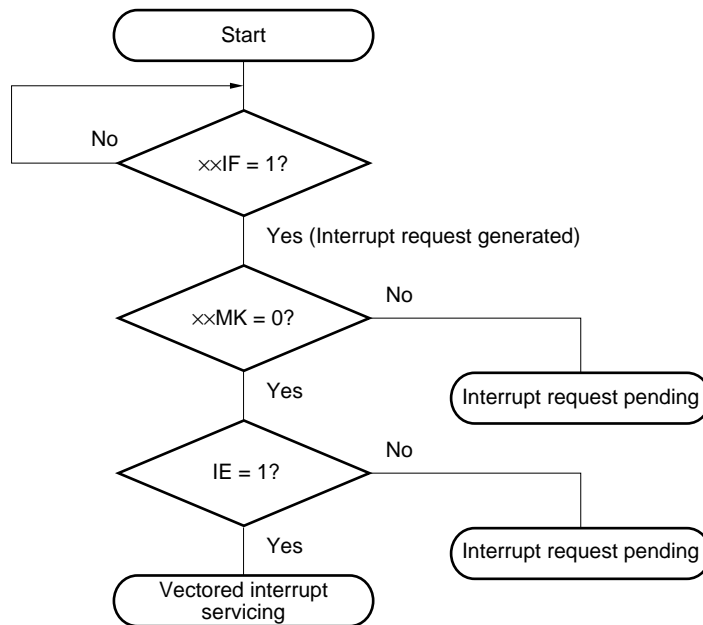 Start
No
××IF = 1?
Yes (Interrupt request generated)
No
××MK = 0?
Interrupt request pending
Yes
No
IE = 1?
Interrupt request pending
Yes
Vectored interrupt
servicing